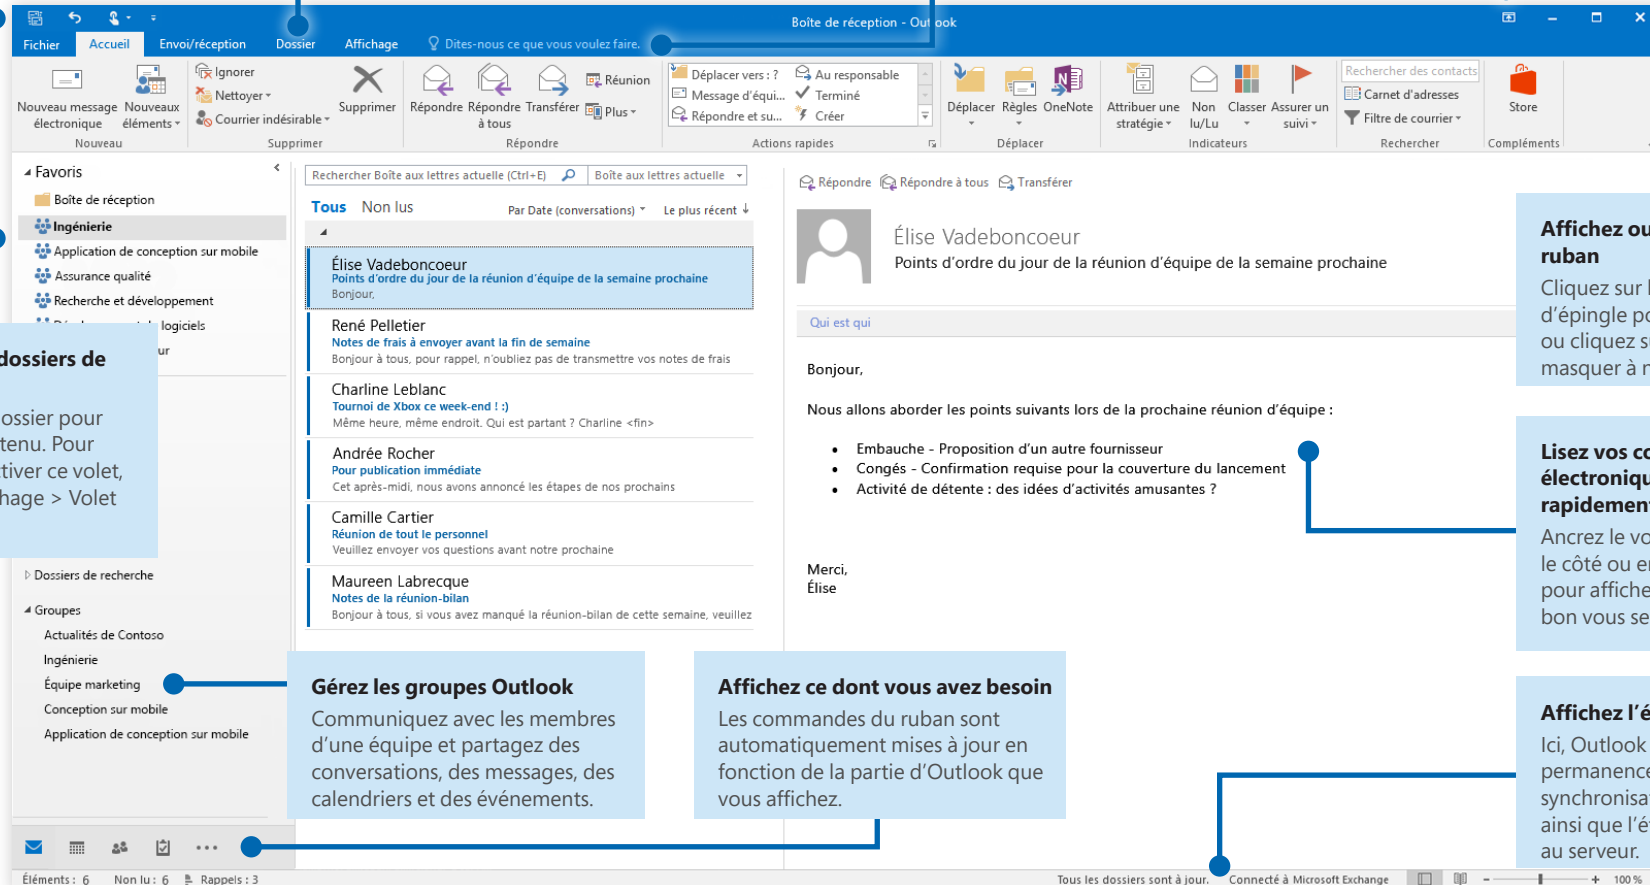 Boîte de réception - Outlook
Fichier Accueil Envoi/réception Dossier Affichage Dites-nous ce que vous voulez faire.
Nouveau message électronique
Nouveaux éléments
Nouveau
Ignorer
Nettoyer
Courrier indésirable
Supprimer
Supprimer
Répondre
Répondre à tous
Transférer
Réunion
Plus
Répondre
Déplacer vers : ?
Message d'équi...
Répondre et su...
Au responsable
Terminé
Créer
Actions rapides
Déplacer
Règles
OneNote
Déplacer
Attribuer une stratégie
Non lu/Lu
Classer
Assurer un suivi
Indicateurs
Rechercher des contacts
Carnet d'adresses
Filtre de courrier
Rechercher
Store
Compléments
Favoris
Boîte de réception
Ingénierie
Application de conception sur mobile
Assurance qualité
Recherche et développement
logiciels
ur
dossiers de
ossier pour
tenu. Pour
ctiver ce volet,
hage > Volet
Dossiers de recherche
Groupes
Actualités de Contoso
Ingénierie
Équipe marketing
Conception sur mobile
Application de conception sur mobile
Rechercher Boîte aux lettres actuelle (Ctrl+E) Boîte aux lettres actuelle
Tous Non lus Par Date (conversations) Le plus récent ↓
Élise Vadeboncoeur
Points d'ordre du jour de la réunion d'équipe de la semaine prochaine
Bonjour,
René Pelletier
Notes de frais à envoyer avant la fin de semaine
Bonjour à tous, pour rappel, n'oubliez pas de transmettre vos notes de frais
Charline Leblanc
Tournoi de Xbox ce week-end ! :)
Même heure, même endroit. Qui est partant ? Charline <fin>
Andrée Rocher
Pour publication immédiate
Cet après-midi, nous avons annoncé les étapes de nos prochains
Camille Cartier
Réunion de tout le personnel
Veuillez envoyer vos questions avant notre prochaine
Maureen Labrecque
Notes de la réunion-bilan
Bonjour à tous, si vous avez manqué la réunion-bilan de cette semaine, veuillez
Répondre Répondre à tous Transférer
Élise Vadeboncoeur
Points d'ordre du jour de la réunion d'équipe de la semaine prochaine
Qui est qui
Bonjour,
Nous allons aborder les points suivants lors de la prochaine réunion d'équipe :
• Embauche - Proposition d'un autre fournisseur
• Congés - Confirmation requise pour la couverture du lancement
• Activité de détente : des idées d'activités amusantes ?
Merci,
Élise
Affichez ou
ruban
Cliquez sur l
d'épingle po
ou cliquez s
masquer à n
Lisez vos co
électroniqu
rapidement
Ancrez le vo
le côté ou e
pour affiche
bon vous se
Affichez l'é
Ici, Outlook
permanence
synchronisa
ainsi que l'é
au serveur.
Gérez les groupes Outlook
Communiquez avec les membres
d'une équipe et partagez des
conversations, des messages, des
calendriers et des événements.
Affichez ce dont vous avez besoin
Les commandes du ruban sont
automatiquement mises à jour en
fonction de la partie d'Outlook que
vous affichez.
Éléments : 6 Non lu : 6 Rappels : 3 Tous les dossiers sont à jour. Connecté à Microsoft Exchange 100 %